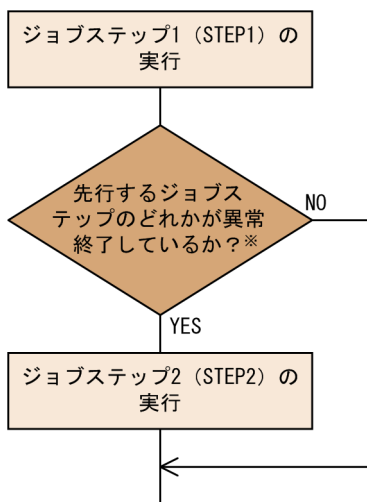 ジョブステップ1（STEP1）の
実行
先行するジョブス
テップのどれかが異常
終了しているか？※
NO
YES
ジョブステップ2（STEP2）の
実行